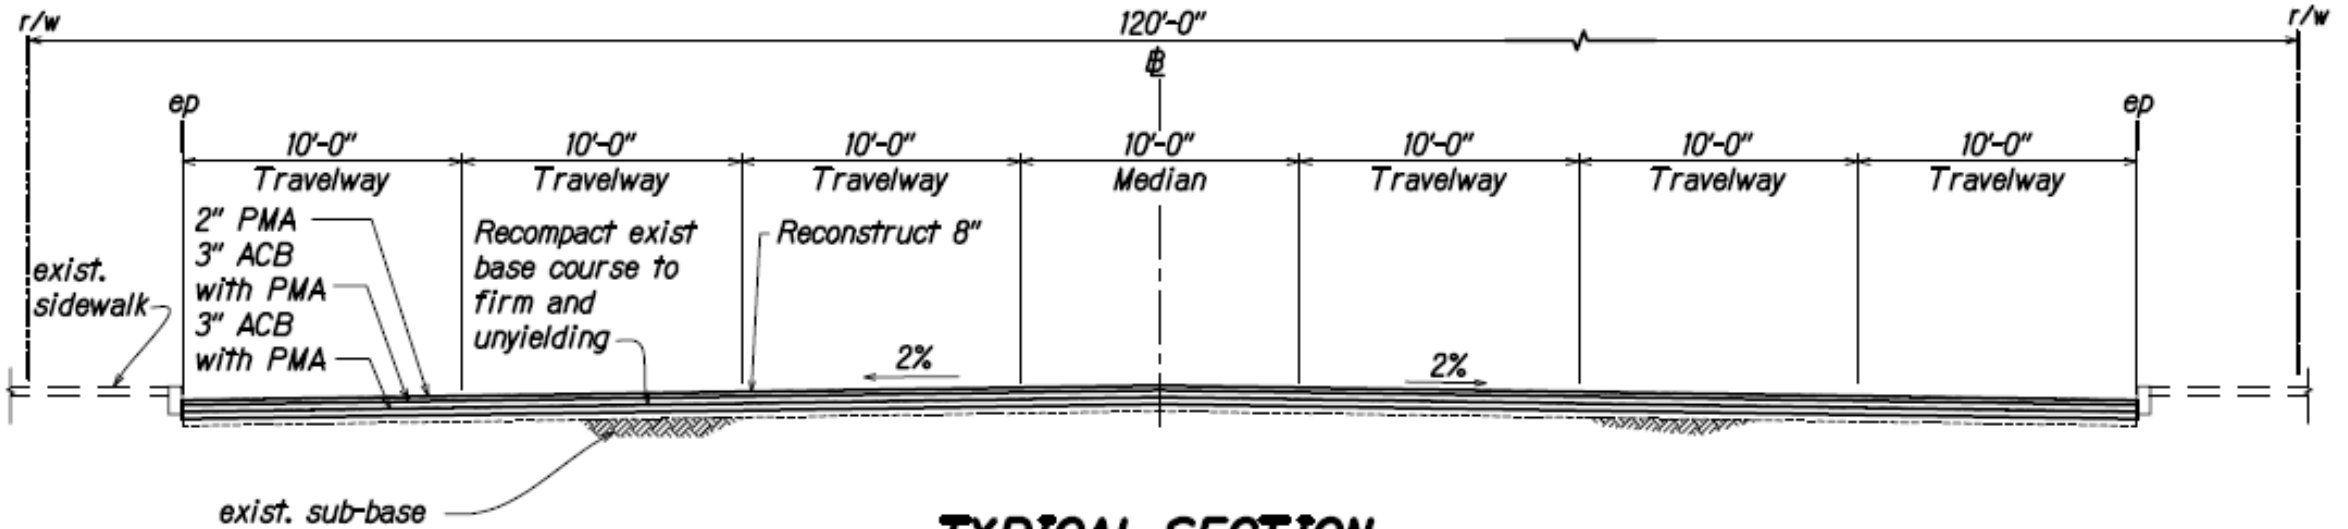 r/w
120'-0"
r/w
℄
ep
ep
10'-0"
10'-0"
10'-0"
10'-0"
10'-0"
10'-0"
10'-0"
Travelway
Travelway
Travelway
Median
Travelway
Travelway
Travelway
2" PMA
3" ACB
with PMA
3" ACB
with PMA
Recompact exist
base course to
firm and
unyielding
Reconstruct 8"
exist.
sidewalk
2%
2%
exist. sub-base
TYPICAL SECTION